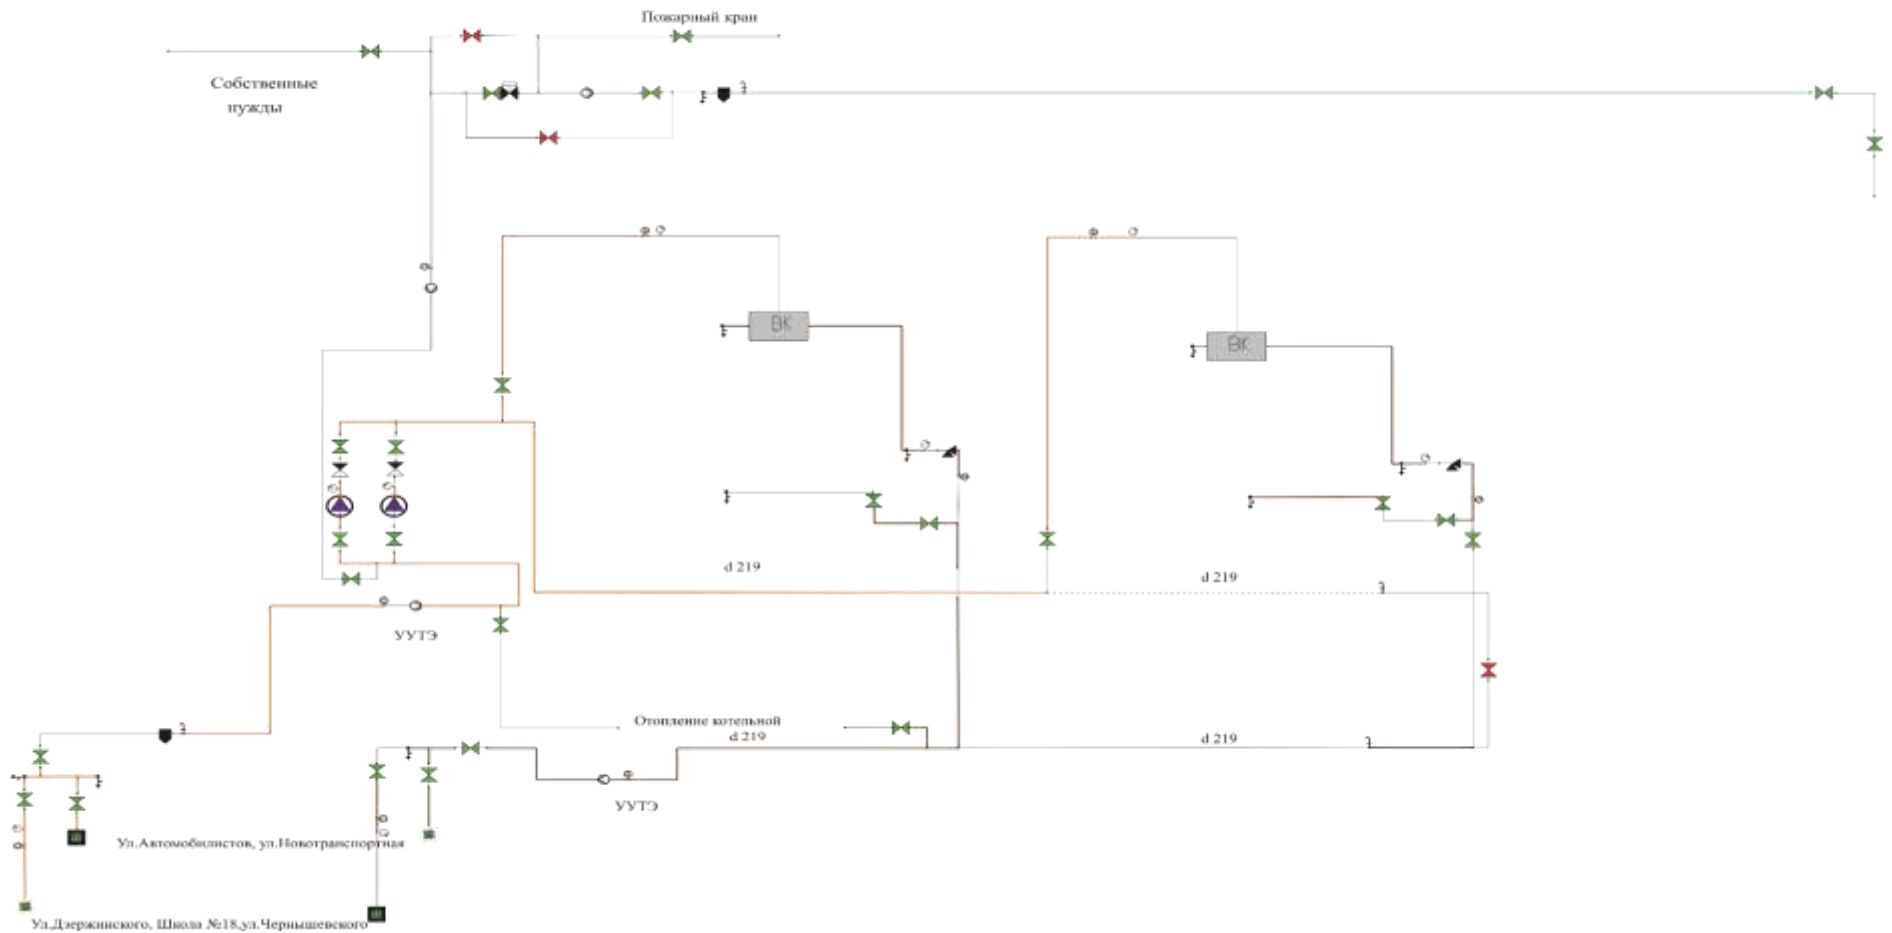 Пожарный кран
Собственные
нужды
ВК
ВК
d 219
d 219
УУТЭ
Отопление котельной
d 219
d 219
УУТЭ
Ул.Автомобилистов, ул.Новотранспортная
Ул.Дзержинского, Школа №18,ул.Чернышевского